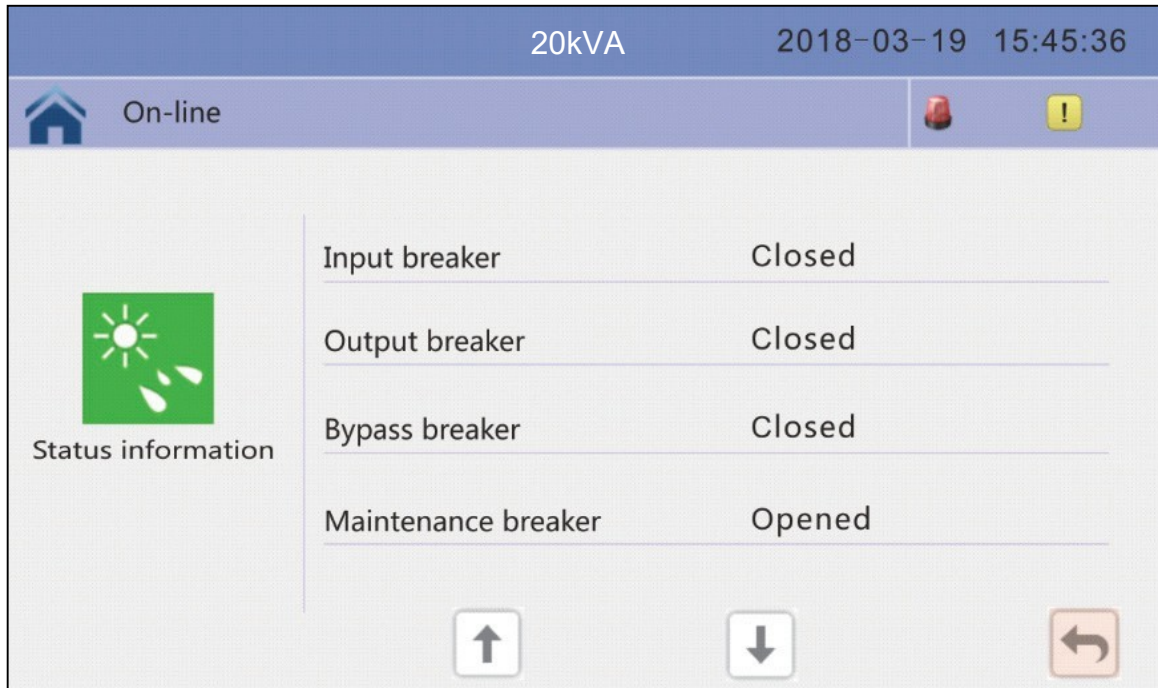 20kVA 2018-03-19 15:45:36
On-line !
Input breaker Closed
Output breaker Closed
Bypass breaker Closed
Status information
Maintenance breaker Opened